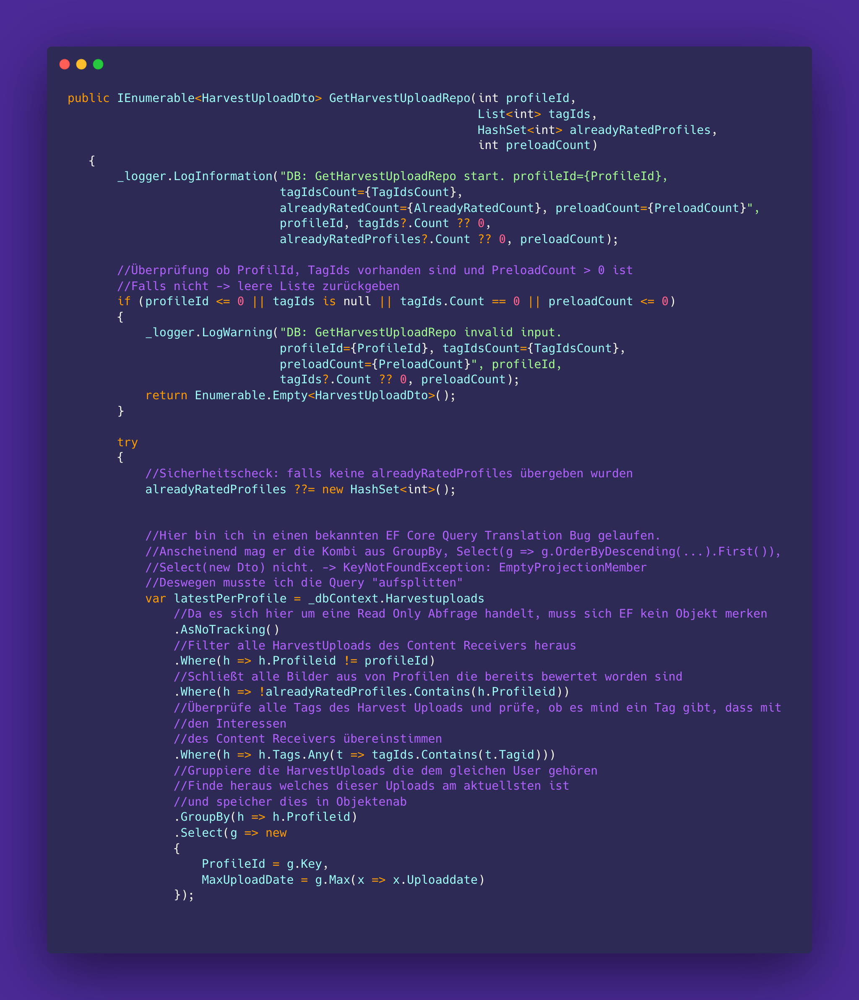 public IEnumerable<HarvestUploadDto> GetHarvestUploadRepo(int profileId,
List<int> tagIds,
HashSet<int> alreadyRatedProfiles,
int preloadCount)
{
_logger.LogInformation("DB: GetHarvestUploadRepo start. profileId={ProfileId},
tagIdsCount={TagIdsCount},
alreadyRatedCount={AlreadyRatedCount}, preloadCount={PreloadCount}",
profileId, tagIds?.Count ?? 0,
alreadyRatedProfiles?.Count ?? 0, preloadCount);
//Überprüfung ob ProfilId, TagIds vorhanden sind und PreloadCount > 0 ist
//Falls nicht -> leere Liste zurückgeben
if (profileId <= 0 || tagIds is null || tagIds.Count == 0 || preloadCount <= 0)
{
_logger.LogWarning("DB: GetHarvestUploadRepo invalid input.
profileId={ProfileId}, tagIdsCount={TagIdsCount},
preloadCount={PreloadCount}", profileId,
tagIds?.Count ?? 0, preloadCount);
return Enumerable.Empty<HarvestUploadDto>();
}
try
{
//Sicherheitscheck: falls keine alreadyRatedProfiles übergeben wurden
alreadyRatedProfiles ??= new HashSet<int>();
//Hier bin ich in einen bekannten EF Core Query Translation Bug gelaufen.
//Anscheinend mag er die Kombi aus GroupBy, Select(g => g.OrderByDescending(...).First()),
//Select(new Dto) nicht. -> KeyNotFoundException: EmptyProjectionMember
//Deswegen musste ich die Query "aufsplitten"
var latestPerProfile = _dbContext.Harvestuploads
//Da es sich hier um eine Read Only Abfrage handelt, muss sich EF kein Objekt merken
.AsNoTracking()
//Filter alle HarvestUploads des Content Receivers heraus
.Where(h => h.Profileid != profileId)
//Schließt alle Bilder aus von Profilen die bereits bewertet worden sind
.Where(h => !alreadyRatedProfiles.Contains(h.Profileid))
//Überprüfe alle Tags des Harvest Uploads und prüfe, ob es mind ein Tag gibt, dass mit
//den Interessen
//des Content Receivers übereinstimmen
.Where(h => h.Tags.Any(t => tagIds.Contains(t.Tagid)))
//Gruppiere die HarvestUploads die dem gleichen User gehören
//Finde heraus welches dieser Uploads am aktuellsten ist
//und speicher dies in Objektenab
.GroupBy(h => h.Profileid)
.Select(g => new
{
ProfileId = g.Key,
MaxUploadDate = g.Max(x => x.Uploaddate)
});